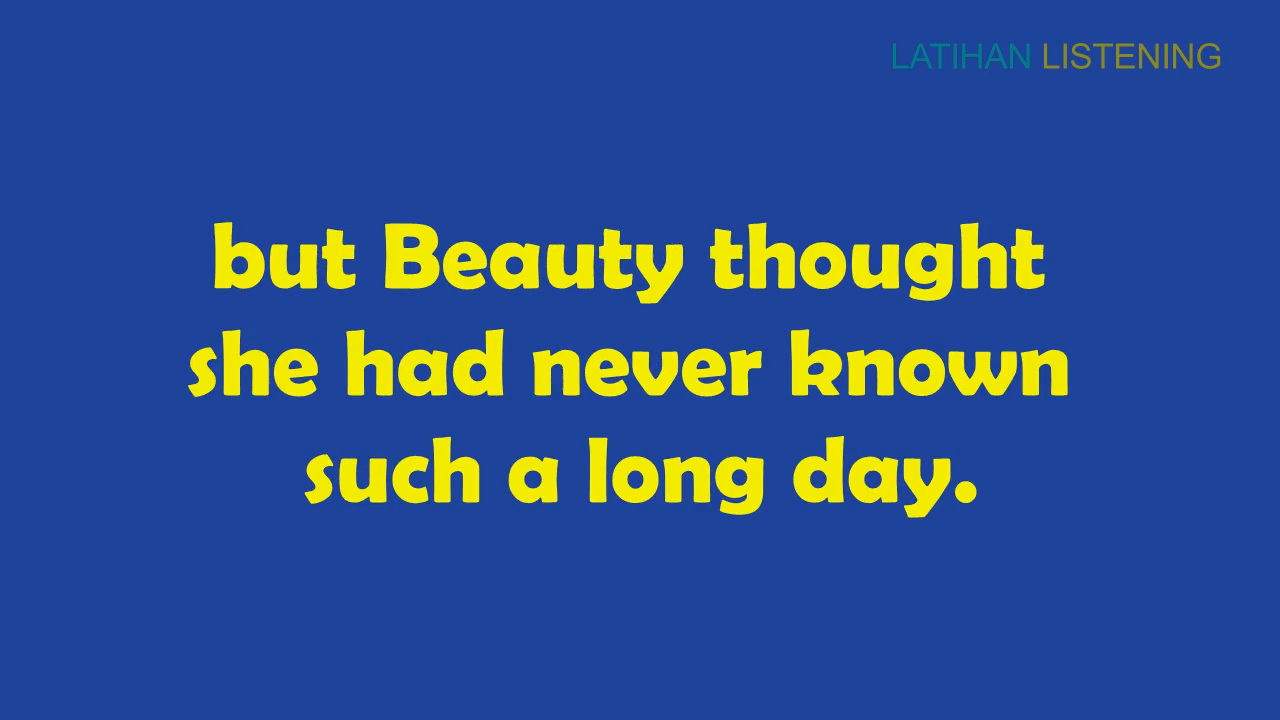 LATIHAN LISTENING
but Beauty thought
she had never known
such a long day.